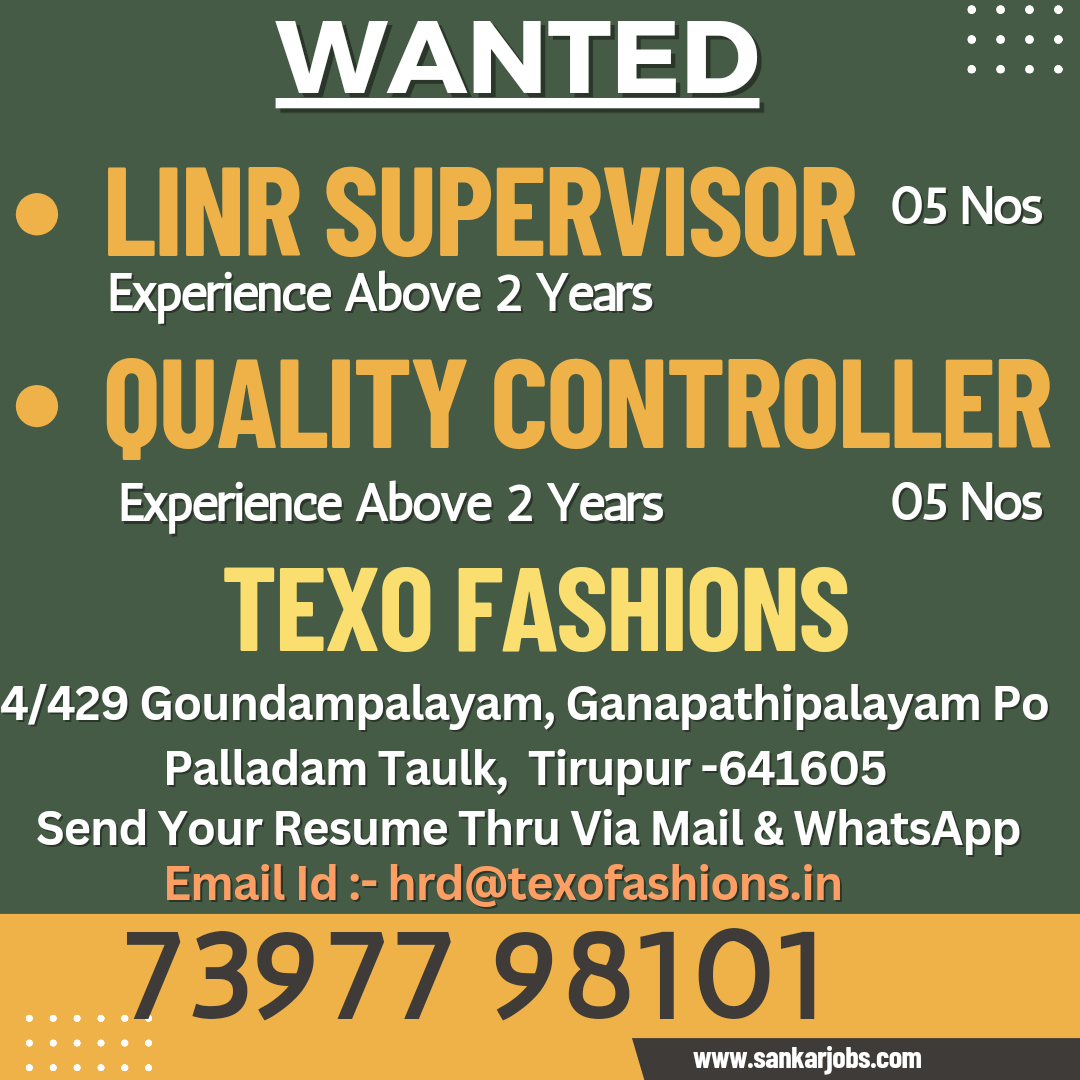 WANTED
LINR SUPERVISOR 05 Nos
Experience Above 2 Years
QUALITY CONTROLLER
Experience Above 2 Years 05 Nos
TEXO FASHIONS
4/429 Goundampalayam, Ganapathipalayam Po
Palladam Taulk, Tirupur -641605
Send Your Resume Thru Via Mail & WhatsApp
Email Id :- hrd@texofashions.in
73977 98101
www.sankarjobs.com